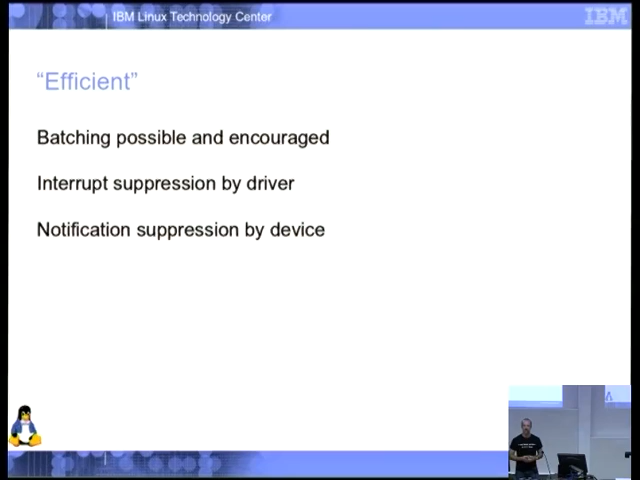 IBM Linux Technology Center
IBM
“Efficient”
Batching possible and encouraged
Interrupt suppression by driver
Notification suppression by device